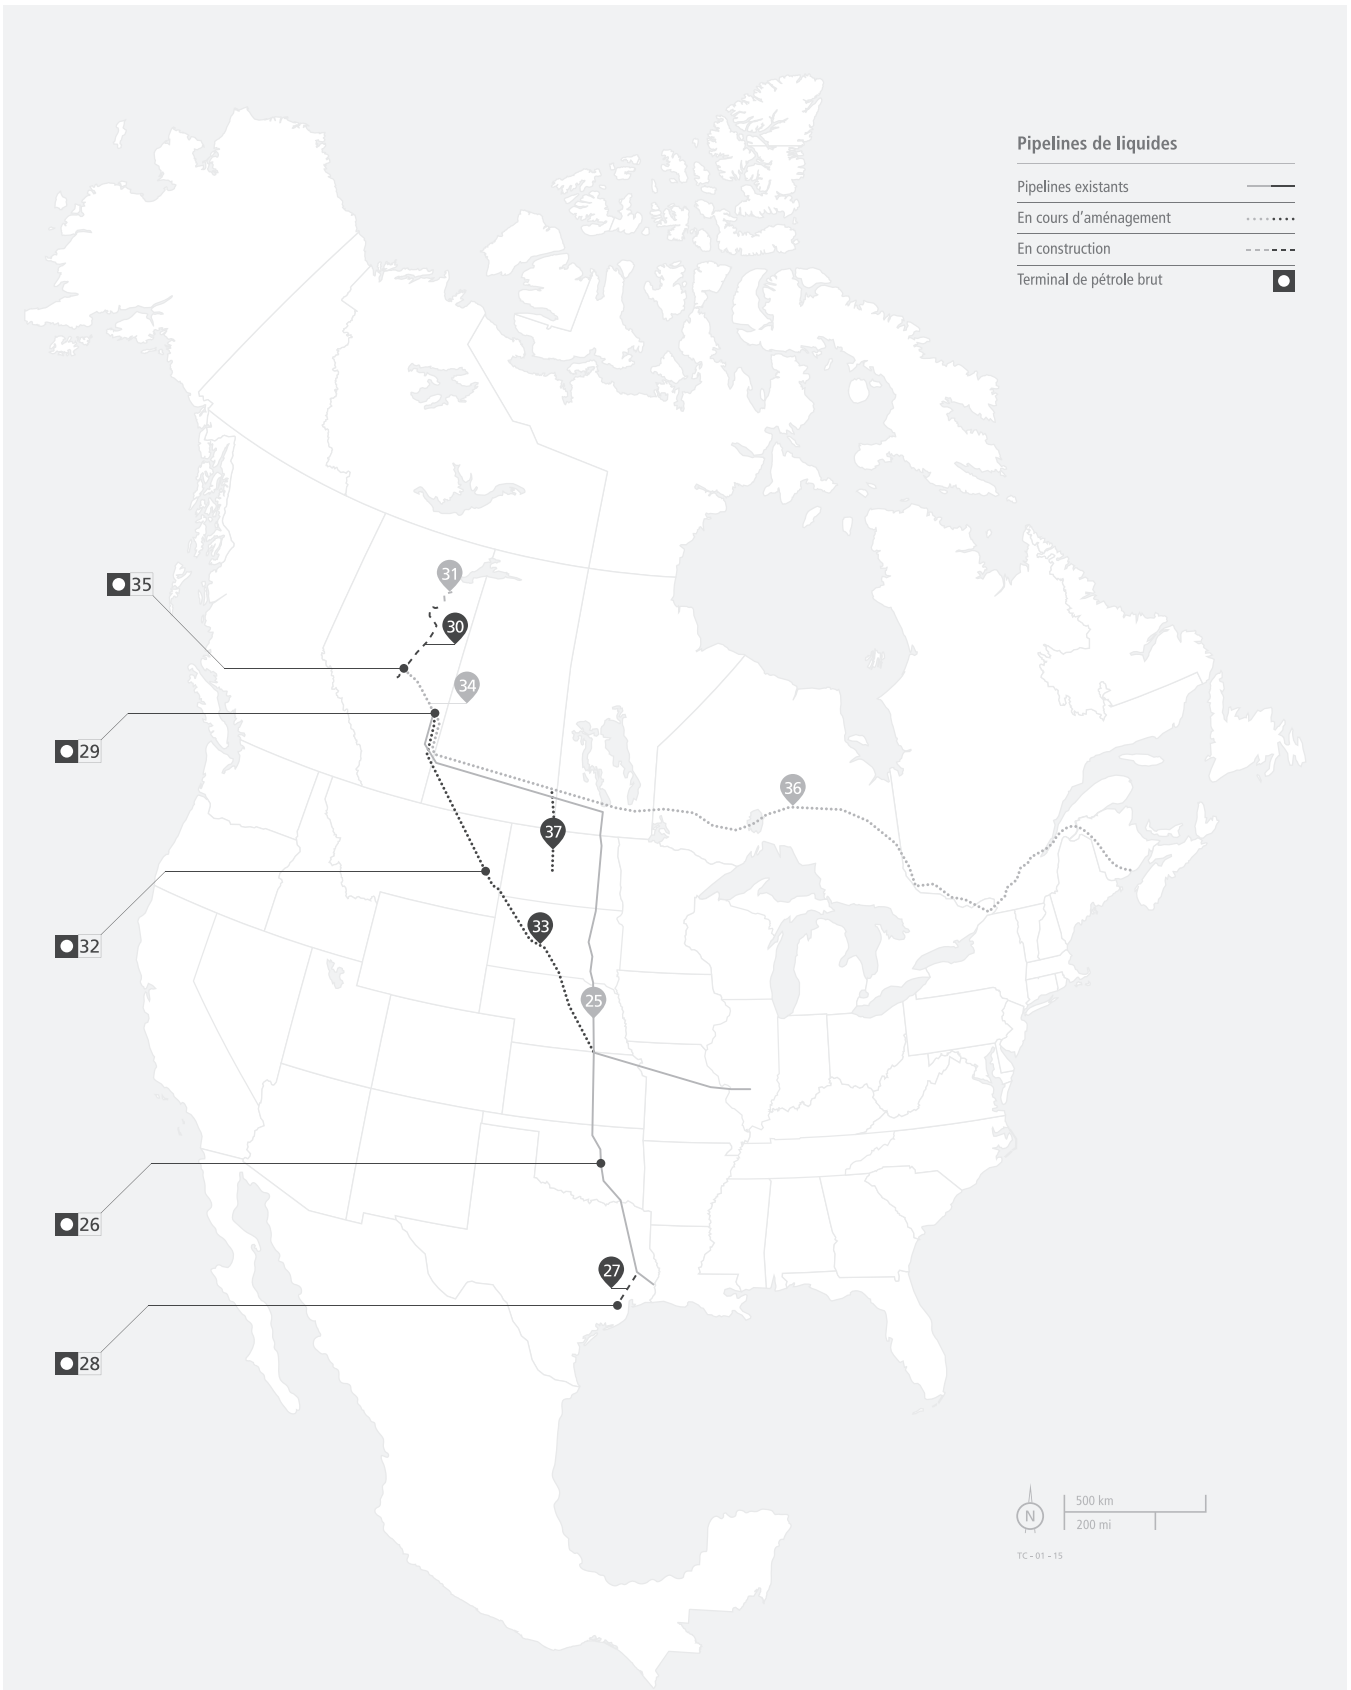 Pipelines de liquides
Pipelines existants
En cours d'aménagement
En construction
Terminal de pétrole brut
31
35
30
34
29
36
37
33
32
25
26
27
28
500 km
N
200 mi
TC - 01 - 15